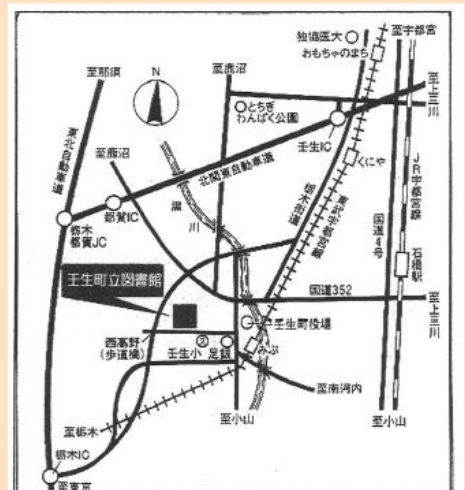 独協医大
おもちゃのまち
至宇都宮
至那須
N
至鹿沼
至上三川
とちぎ
わんぱく公園
壬生IC
東北自動車道
至鹿沼
北関東自動車道
くにや
黒川
栃木街道
東武宇都宮線
JR宇都宮線
国道4号
石橋駅
都賀IC
栃木
都賀JC
壬生町立図書館
国道352
至上三川
西高野
(歩道橋)
壬生町役場
壬生小
足銀
みぶ
至南河内
至栃木
至小山
至小山
栃木IC
至東京